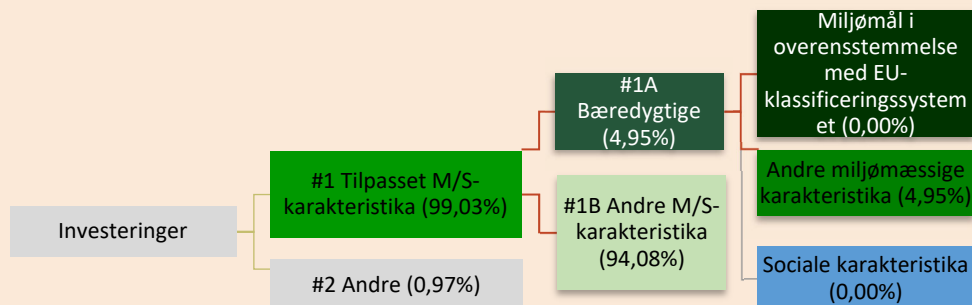 Investeringer
#1 Tilpasset M/S-
karakteristika (99,03%)
#2 Andre (0,97%)
#1A
Bæredygtige
(4,95%)
#1B Andre M/S-
karakteristika
(94,08%)
Miljømål i
overensstemmelse
med EU-
klassificeringssystem
et (0,00%)
Andre miljømæssige
karakteristika (4,95%)
Sociale karakteristika
(0,00%)